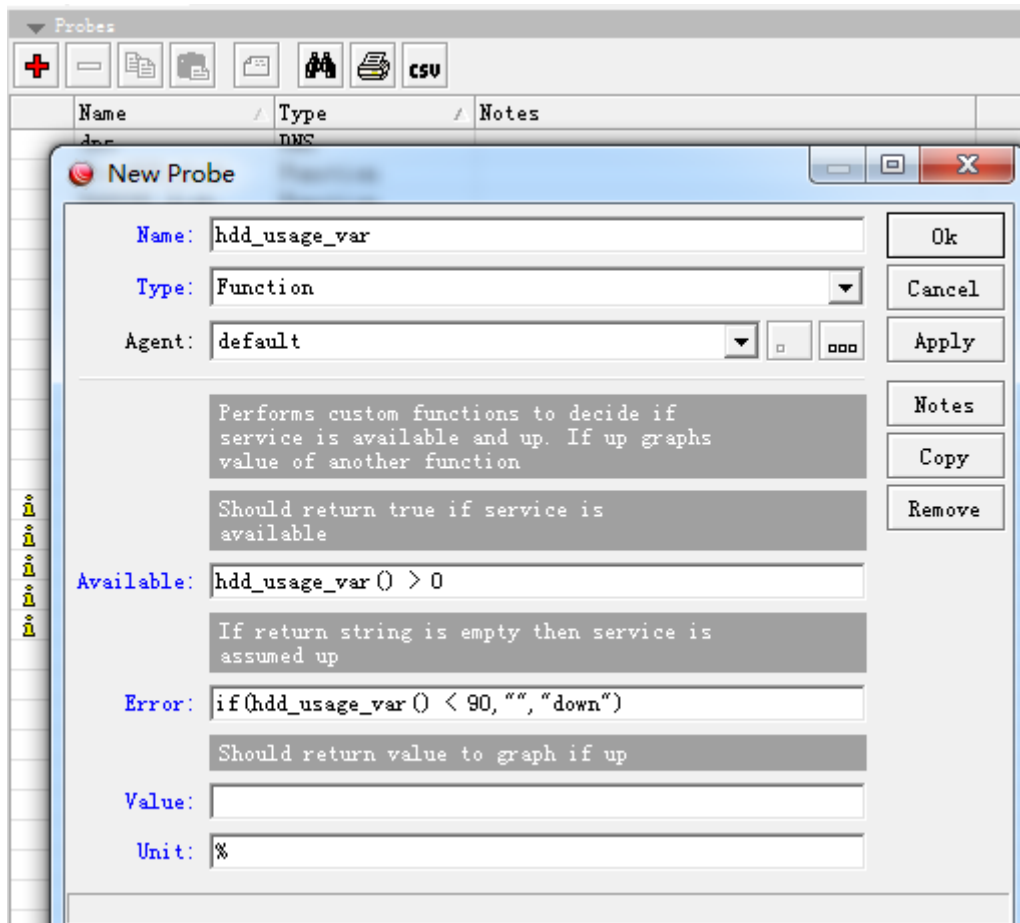 Probes
csv
Name Type Notes
dns DNS
New Probe
Name: hdd_usage_var
Ok
Type: Function
Cancel
Agent: default
Apply
Notes
Performs custom functions to decide if
service is available and up. If up graphs
value of another function
Copy
Should return true if service is
available
Remove
Available: hdd_usage_var() > 0
If return string is empty then service is
assumed up
Error: if(hdd_usage_var() < 90,"","down")
Should return value to graph if up
Value:
Unit: %